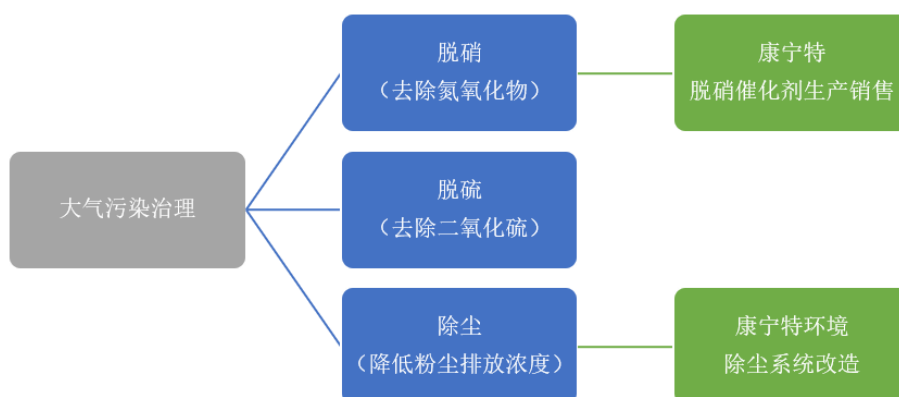 脱硝
（去除氮氧化物）
康宁特
脱硝催化剂生产销售
大气污染治理
脱硫
（去除二氧化硫）
除尘
（降低粉尘排放浓度）
康宁特环境
除尘系统改造